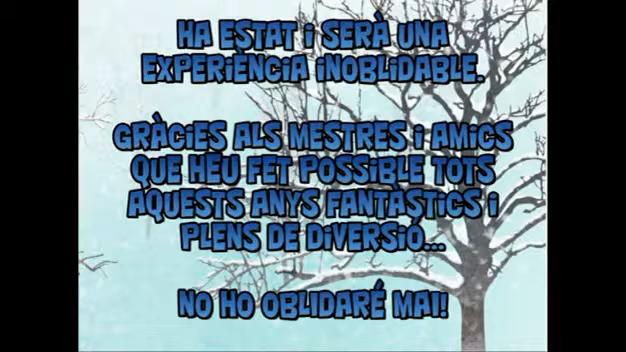 HA ESTAT i SERÀ UNA
EXPERiÈNCiA iNOBLiDABLE.
GRÀCiES ALS MESTRES i AMiCS
QUE HEU FET POSSiBLE TOTS
AQUESTS ANYS FANTASTiCS i
PLENS DE DiVERSiÓ...
NO HO OBLiDARÉ MAi!